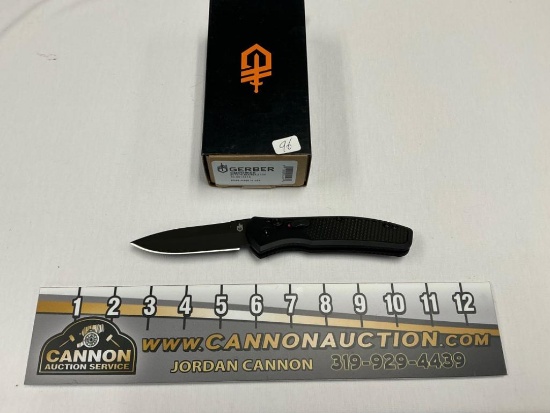 96
GERBER
1 2 3 4 5 6 7 8 9 10 11 12
CANNON
AUCTION SERVICE
WWW.CANNONAUCTION.COM
JORDAN CANNON 319-929-4439